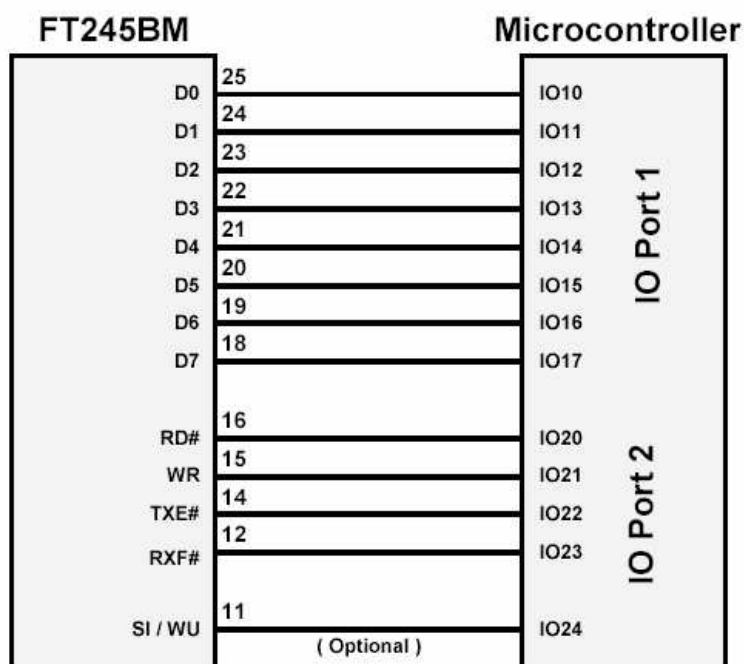 FT245BM Microcontroller
D0 25 IO10
D1 24 IO11
D2 23 IO12
D3 22 IO13
D4 21 IO14
D5 20 IO15
D6 19 IO16
D7 18 IO17
IO Port 1
RD# 16 IO20
WR 15 IO21
TXE# 14 IO22
RXF# 12 IO23
IO Port 2
SI / WU 11 IO24
( Optional )